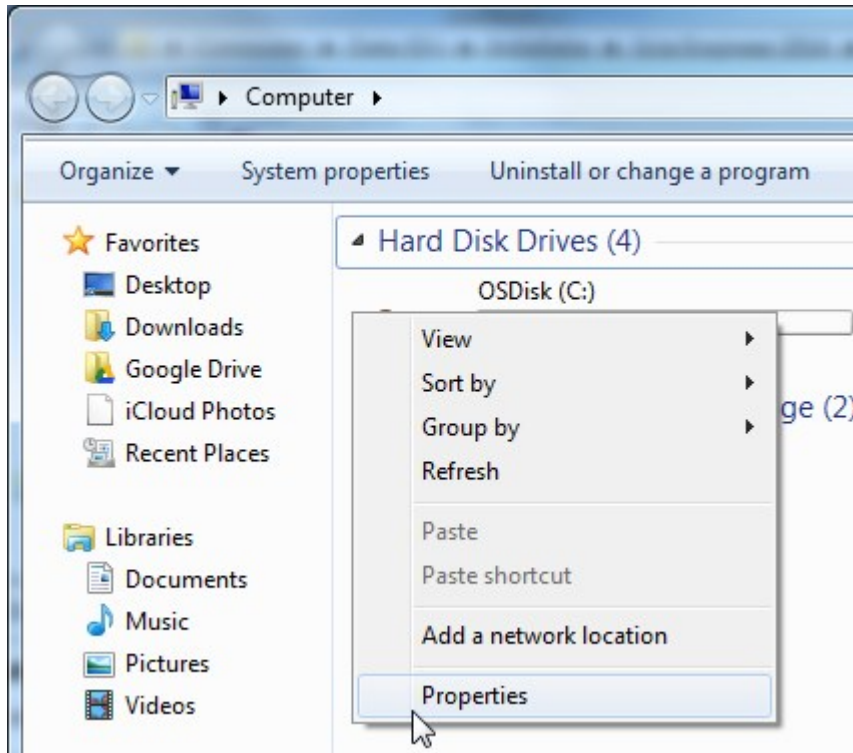 Computer
Organize
System properties
Uninstall or change a program
Favorites
Desktop
Downloads
Google Drive
iCloud Photos
Recent Places
Libraries
Documents
Music
Pictures
Videos
Hard Disk Drives (4)
OSDisk (C:)
ge (2)
View
Sort by
Group by
Refresh
Paste
Paste shortcut
Add a network location
Properties